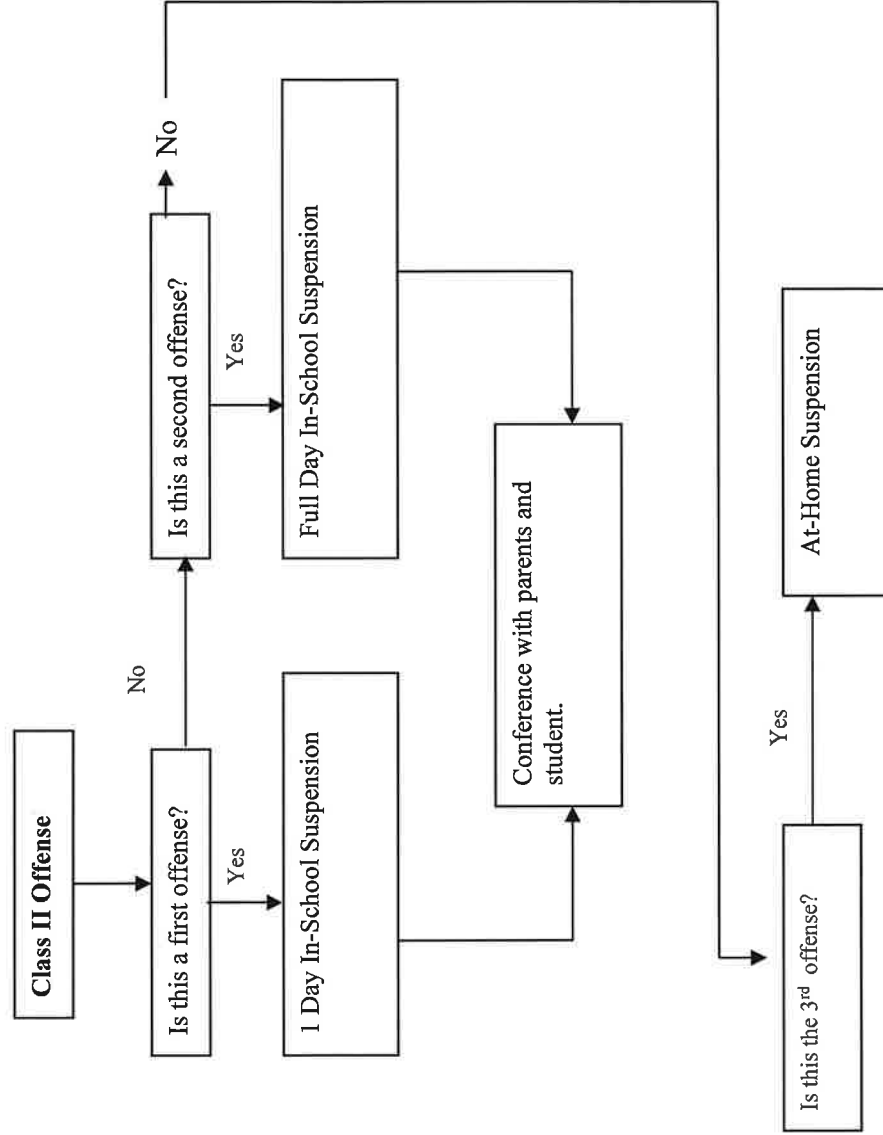 Class II Offense
Is this a first offense?
No
Is this a second offense?
No
Yes
Yes
1 Day In-School Suspension
Full Day In-School Suspension
Conference with parents and
student.
Is this the 3rd offense?
Yes
At-Home Suspension